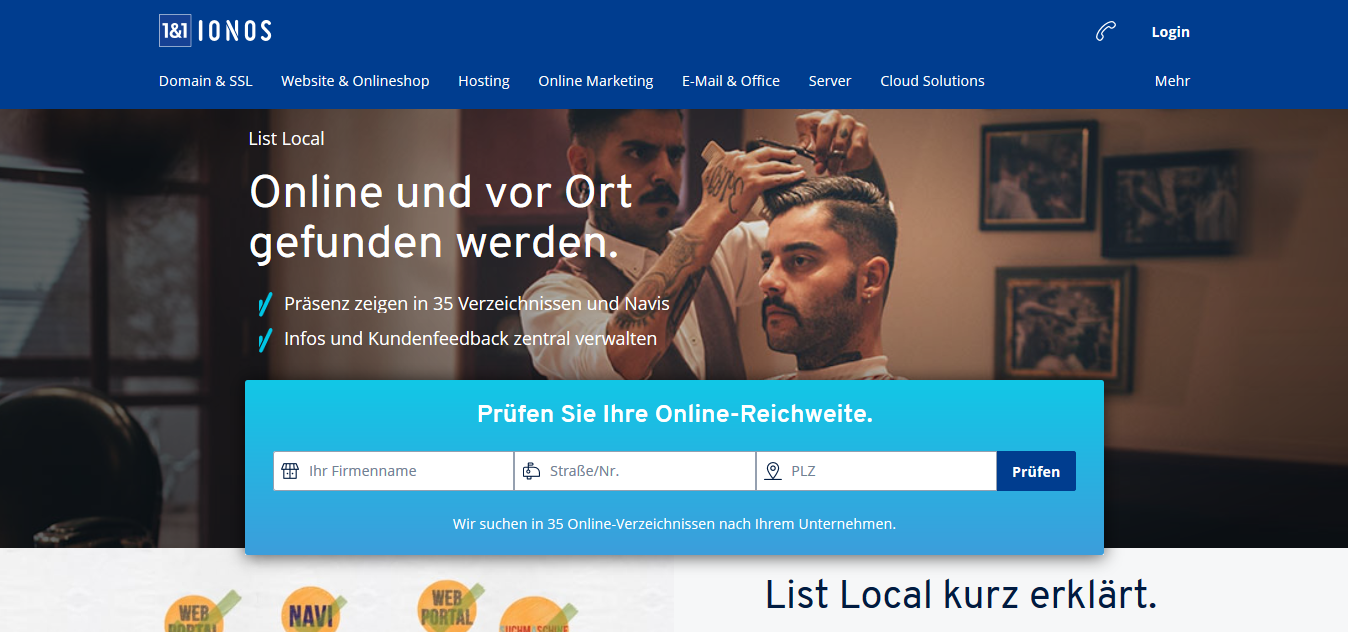 1&1 IONOS
Login
Domain & SSL
Website & Onlineshop
Hosting
Online Marketing
E-Mail & Office
Server
Cloud Solutions
Mehr
List Local
Online und vor Ort
gefunden werden.
Präsenz zeigen in 35 Verzeichnissen und Navis
Infos und Kundenfeedback zentral verwalten
Prüfen Sie Ihre Online-Reichweite.
Ihr Firmenname
Straße/Nr.
PLZ
Prüfen
Wir suchen in 35 Online-Verzeichnissen nach Ihrem Unternehmen.
WEB
PORTAL
NAVI
WEB
PORTAL
List Local kurz erklärt.